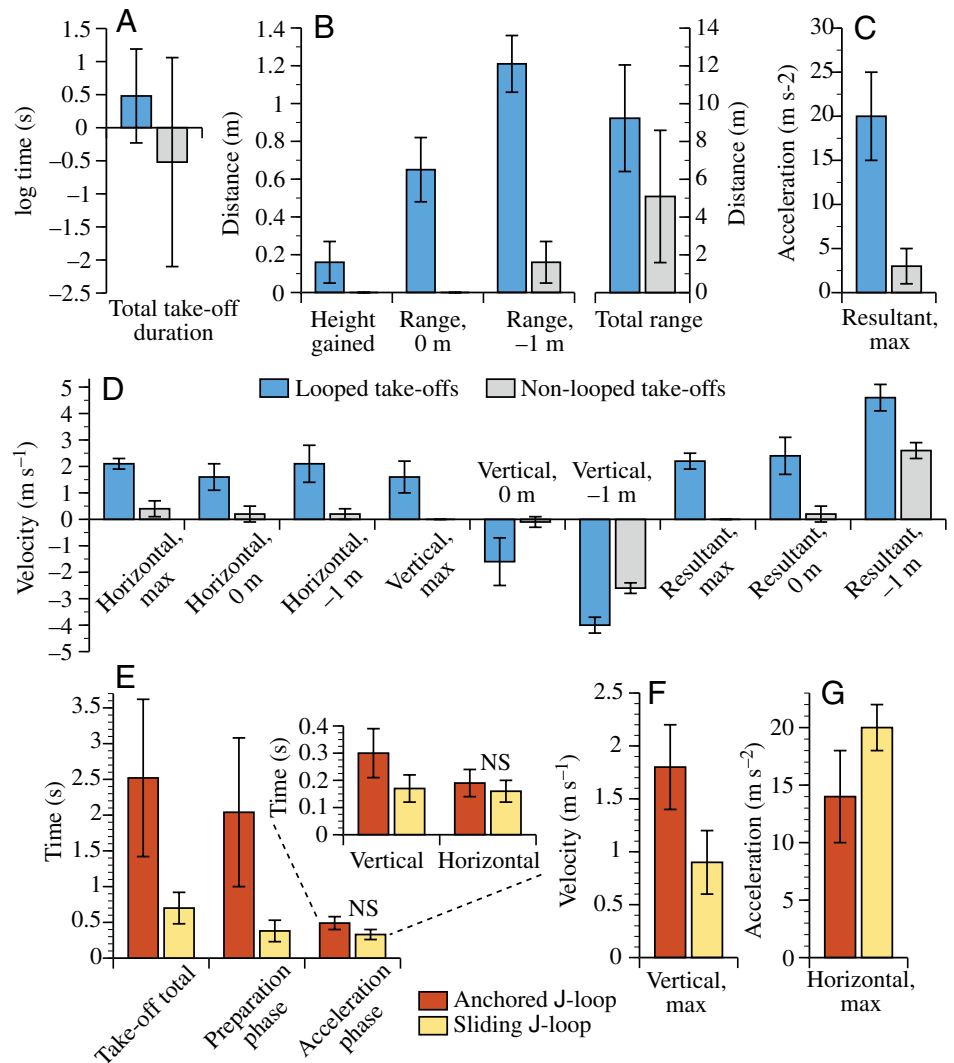 A
1.5
1
0.5
0
−0.5
−1
−1.5
−2
−2.5
log time (s)
Total take-off
duration
B
1.4
1.2
1
0.8
0.6
0.4
0.2
0
Distance (m)
Height
gained
Range,
0 m
Range,
−1 m
14
12
10
8
6
4
2
0
Distance (m)
Total range
C
30
25
20
15
10
5
0
Acceleration (m s-2)
Resultant,
max
D
Looped take-offs
Non-looped take-offs
5
4
3
2
1
0
−1
−2
−3
−4
−5
Velocity (m s⁻¹)
Horizontal,
max
Horizontal,
0 m
Horizontal,
−1 m
Vertical,
max
Vertical,
0 m
Vertical,
−1 m
Resultant,
max
Resultant,
0 m
Resultant,
−1 m
E
3.5
3
2.5
2
1.5
1
0.5
0
Time (s)
Take-off total
Preparation
phase
Acceleration
phase
NS
0.4
0.3
0.2
0.1
0
Time (s)
NS
Vertical
Horizontal
Anchored J-loop
Sliding J-loop
F
2.5
2
1.5
1
0.5
0
Velocity (m s⁻¹)
Vertical,
max
G
20
15
10
5
0
Acceleration (m s⁻²)
Horizontal,
max